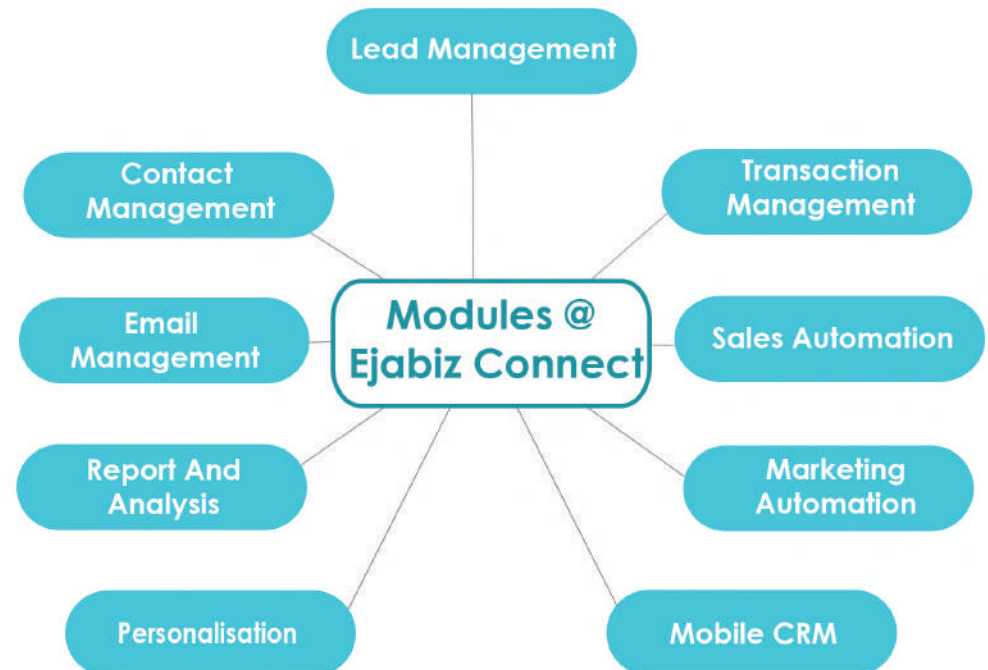 Lead Management
Contact
Management
Transaction
Management
Modules @
Ejabiz Connect
Email
Management
Sales Automation
Report And
Analysis
Marketing
Automation
Personalisation
Mobile CRM